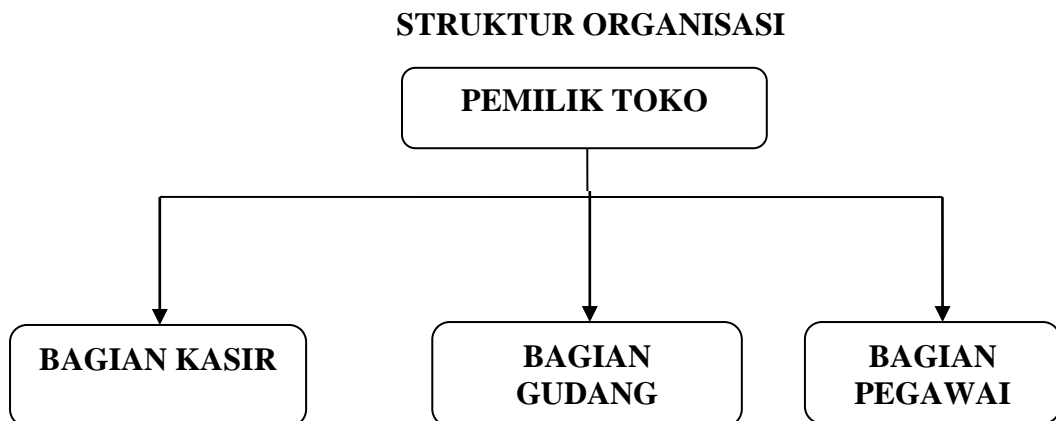 STRUKTUR ORGANISASI
PEMILIK TOKO
BAGIAN KASIR
BAGIAN
GUDANG
BAGIAN
PEGAWAI